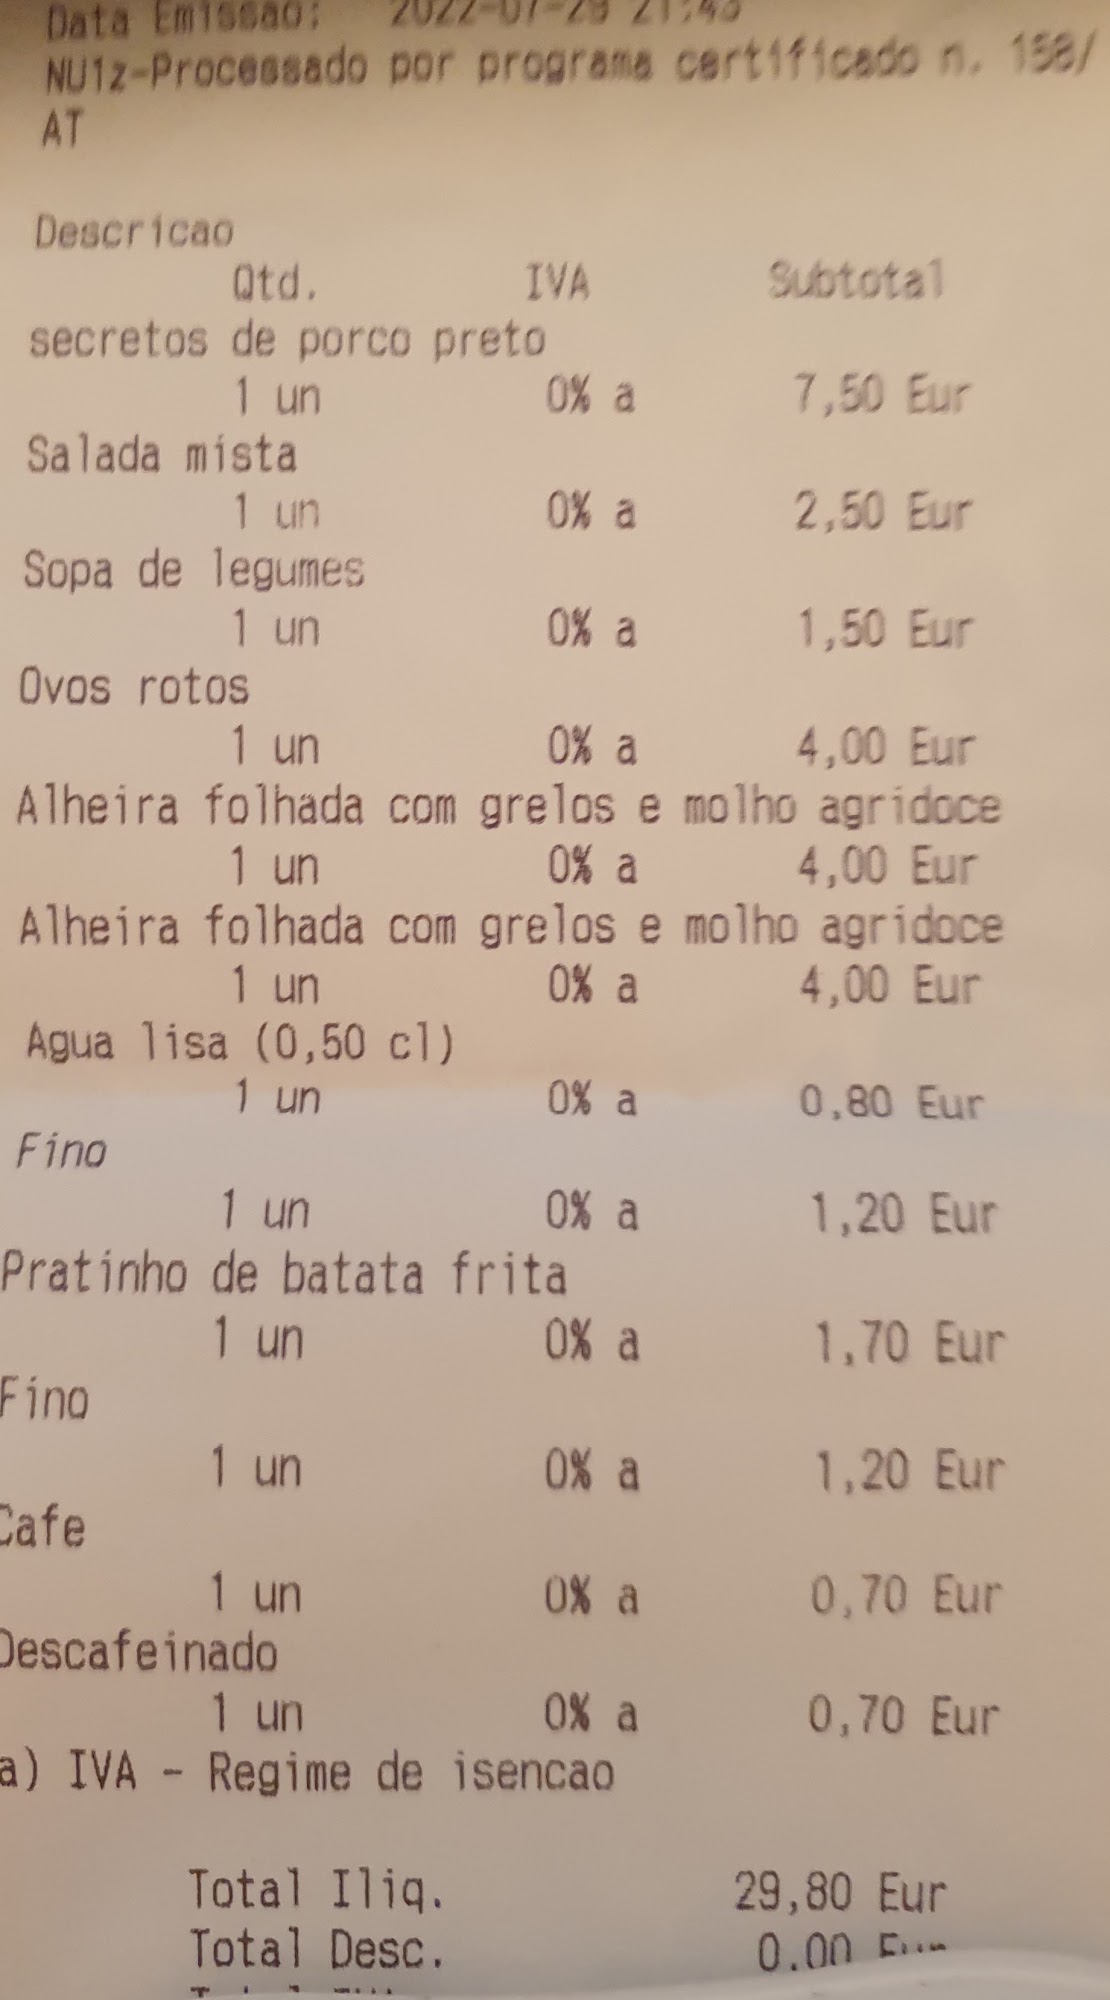 Data Emissao: 2022-07-29 21:43
NU1z-Processado por programa certificado n. 158/
AT
Descricao
Qtd. IVA Subtotal
secretos de porco preto
1 un 0% a 7,50 Eur
Salada mista
1 un 0% a 2,50 Eur
Sopa de legumes
1 un 0% a 1,50 Eur
Ovos rotos
1 un 0% a 4,00 Eur
Alheira folhada com grelos e molho agridoce
1 un 0% a 4,00 Eur
Alheira folhada com grelos e molho agridoce
1 un 0% a 4,00 Eur
Agua lisa (0,50 cl)
1 un 0% a 0,80 Eur
Fino
1 un 0% a 1,20 Eur
Pratinho de batata frita
1 un 0% a 1,70 Eur
Fino
1 un 0% a 1,20 Eur
Cafe
1 un 0% a 0,70 Eur
Descafeinado
1 un 0% a 0,70 Eur
a) IVA - Regime de isencao
Total Iliq. 29,80 Eur
Total Desc. 0.00 Eur